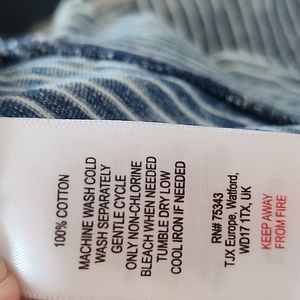 100% COTTON
MACHINE WASH COLD
WASH SEPARATELY
GENTLE CYCLE
ONLY NON-CHLORINE
BLEACH WHEN NEEDED
TUMBLE DRY LOW
COOL IRON IF NEEDED
RN# 75343
TJX Europe, Watford,
WD17 1TX, UK
KEEP AWAY
FROM FIRE